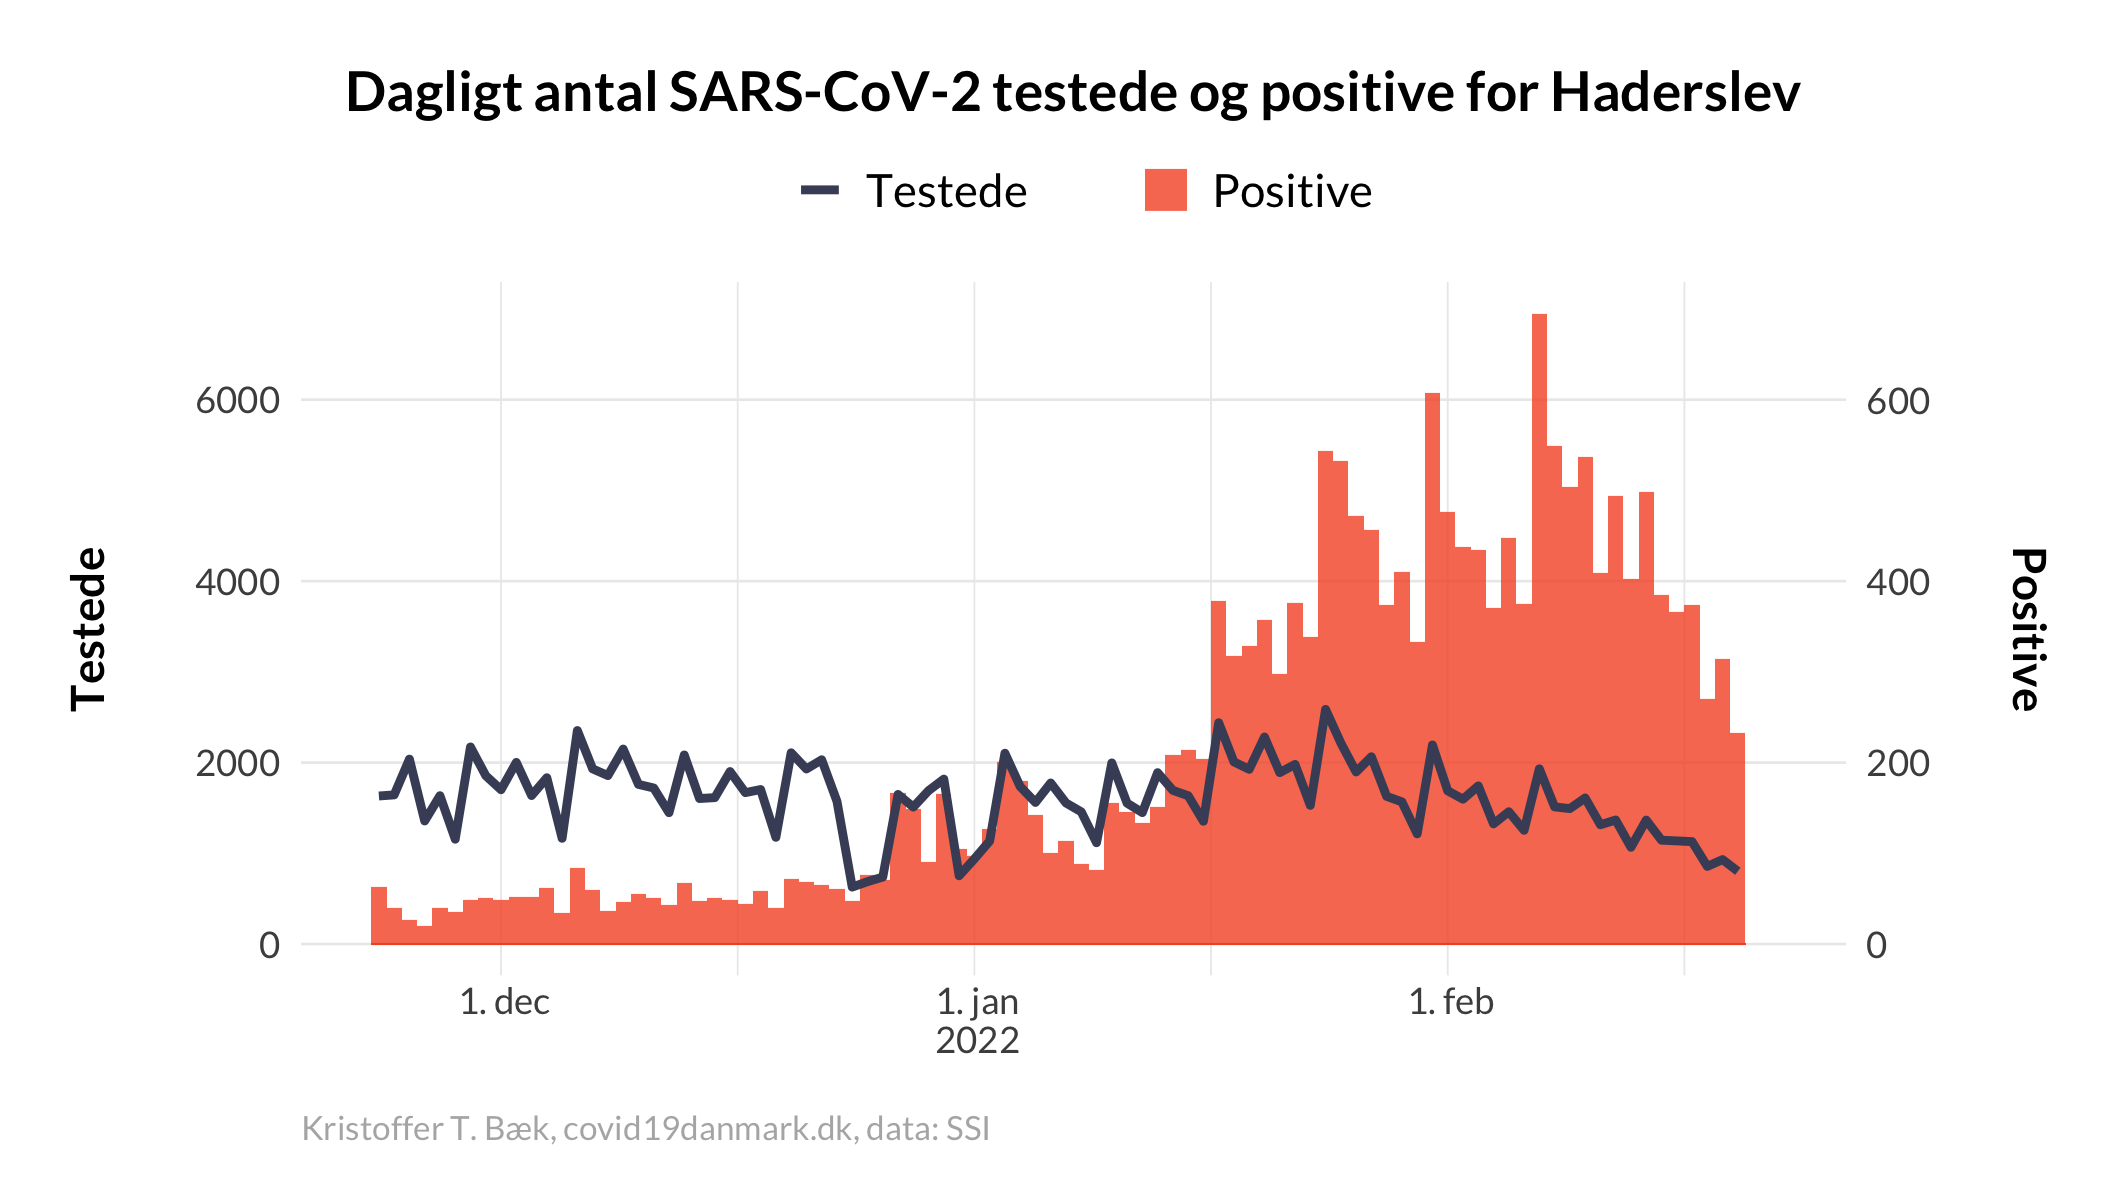 Dagligt antal SARS-CoV-2 testede og positive for Haderslev
Testede
Positive
6000
4000
2000
0
Testede
600
400
200
0
Positive
1. dec
1. jan
2022
1. feb
Kristoffer T. Bæk, covid19danmark.dk, data: SSI